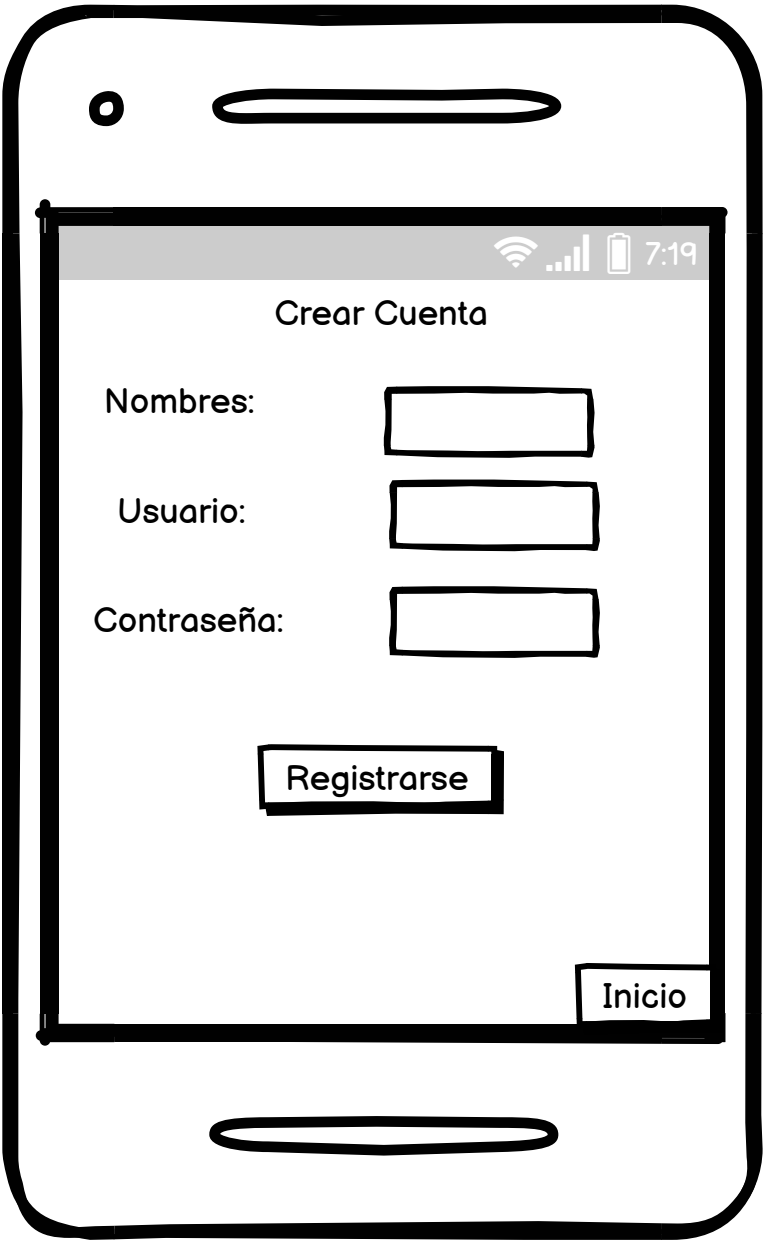 7:19
Crear Cuenta
Nombres:
Usuario:
Contraseña:
Registrarse
Inicio